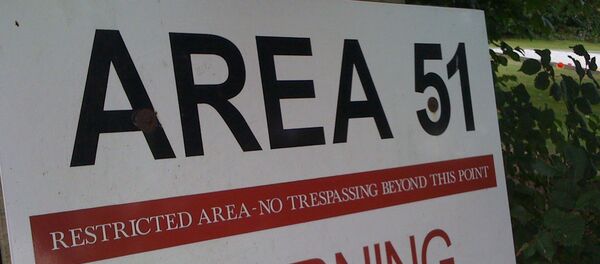 AREA 51
RESTRICTED AREA-NO TRESPASSING BEYOND THIS POINT